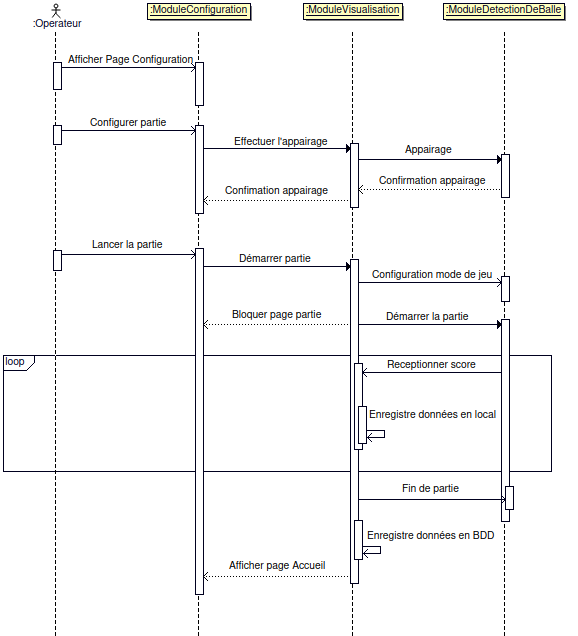 :Operateur
:ModuleConfiguration
:ModuleVisualisation
:ModuleDetectionDeBalle
Afficher Page Configuration
Configurer partie
Effectuer l'appairage
Appairage
Confirmation appairage
Confimation appairage
Lancer la partie
Démarrer partie
Configuration mode de jeu
Bloquer page partie
Démarrer la partie
loop
Receptionner score
Enregistre données en local
Fin de partie
Enregistre données en BDD
Afficher page Accueil